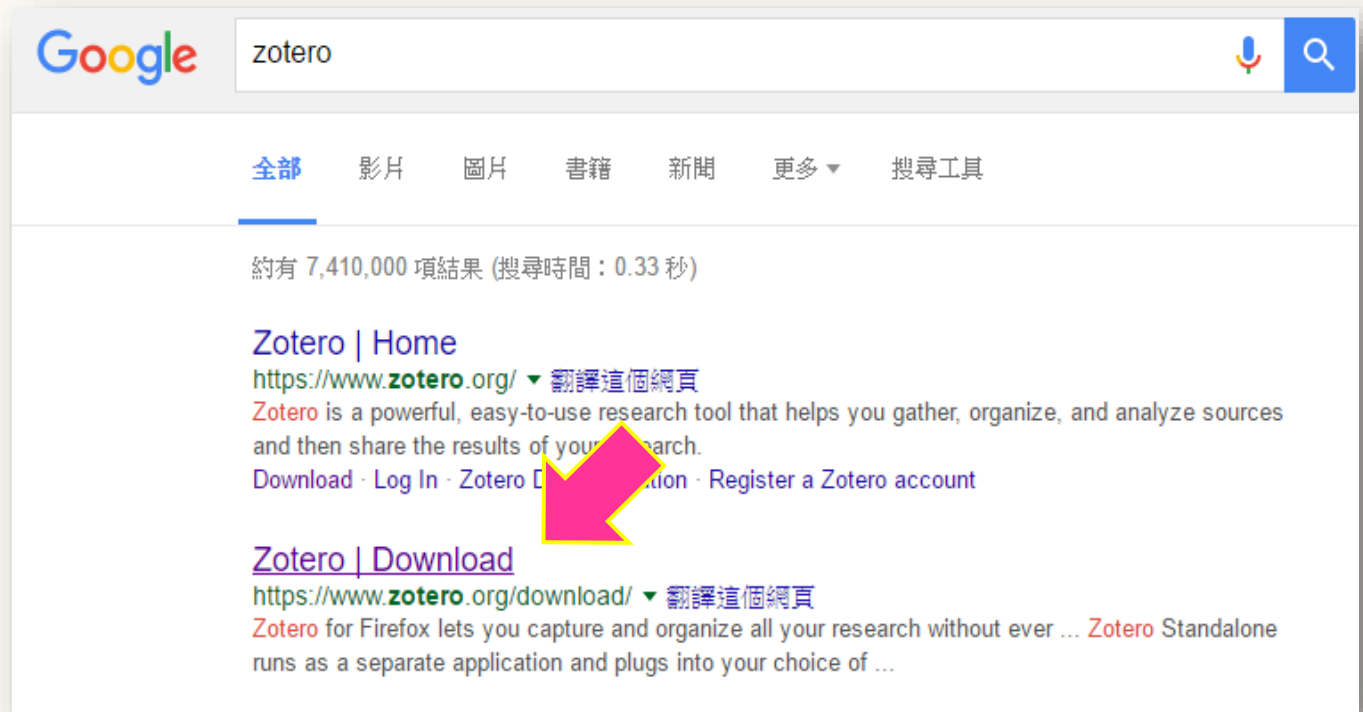 Google
zotero
全部 影片 圖片 書籍 新聞 更多 搜尋工具
約有 7,410,000 項結果 (搜尋時間：0.33 秒)
Zotero | Home
https://www.zotero.org/ 翻譯這個網頁
Zotero is a powerful, easy-to-use research tool that helps you gather, organize, and analyze sources
and then share the results of your
Download · Log In · Zotero · Register a Zotero account
Zotero | Download
https://www.zotero.org/download/ 翻譯這個網頁
Zotero for Firefox lets you capture and organize all your research without ever ... Zotero Standalone
runs as a separate application and plugs into your choice of ...